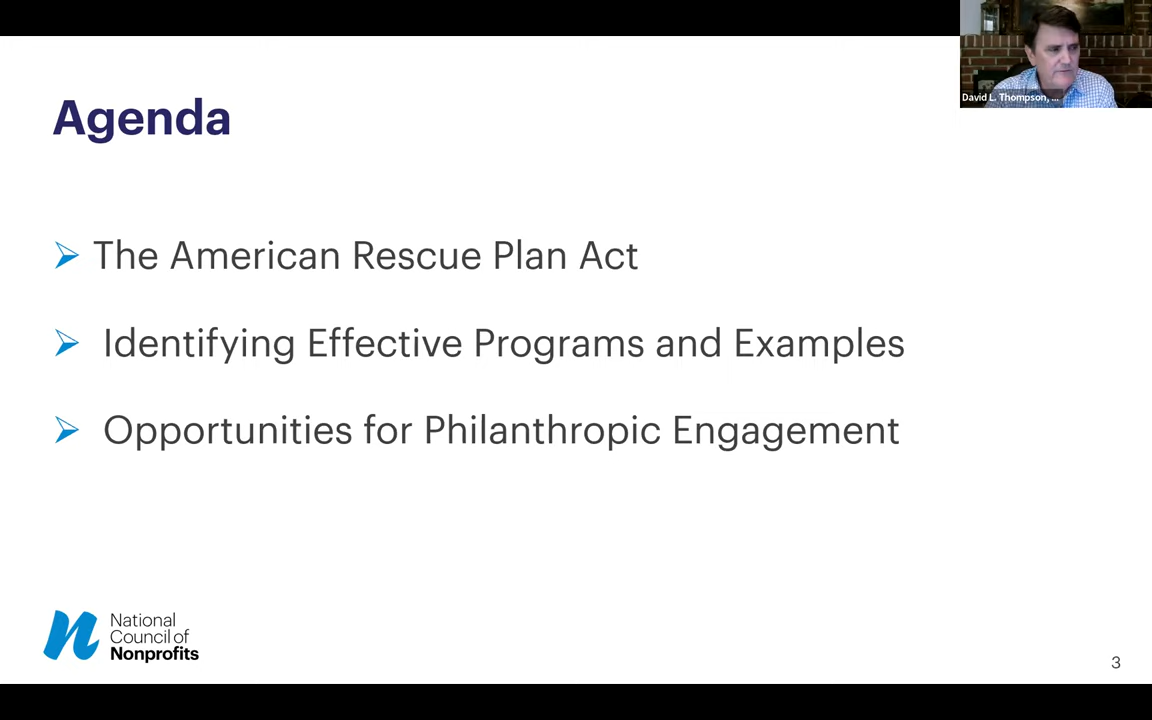 David L. Thompson, ...
Agenda
The American Rescue Plan Act
Identifying Effective Programs and Examples
Opportunities for Philanthropic Engagement
National
Council of
Nonprofits
3